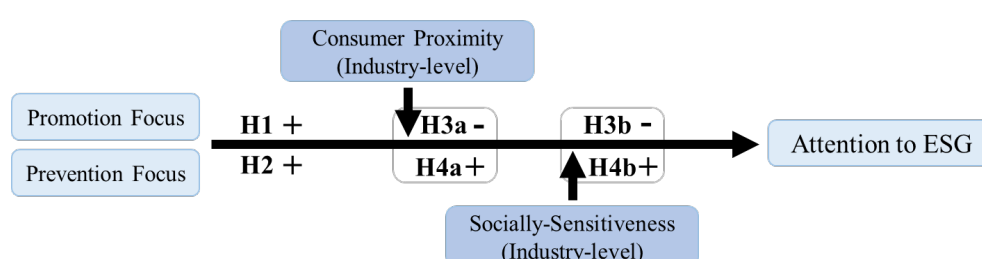 Consumer Proximity
(Industry-level)
Promotion Focus
H1 +
H3a -
H3b -
Prevention Focus
H2 +
H4a+
H4b+
Attention to ESG
Socially-Sensitiveness
(Industry-level)